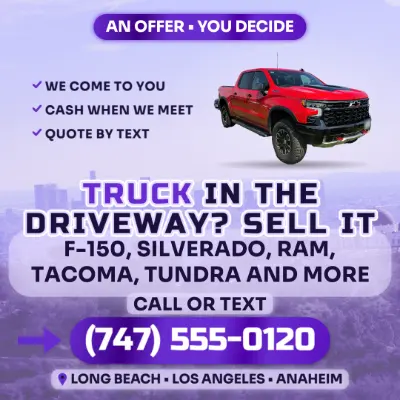 AN OFFER • YOU DECIDE
WE COME TO YOU
CASH WHEN WE MEET
QUOTE BY TEXT
TRUCK IN THE
DRIVEWAY? SELL IT
F-150, SILVERADO, RAM,
TACOMA, TUNDRA AND MORE
CALL OR TEXT
(747) 555-0120
LONG BEACH • LOS ANGELES • ANAHEIM